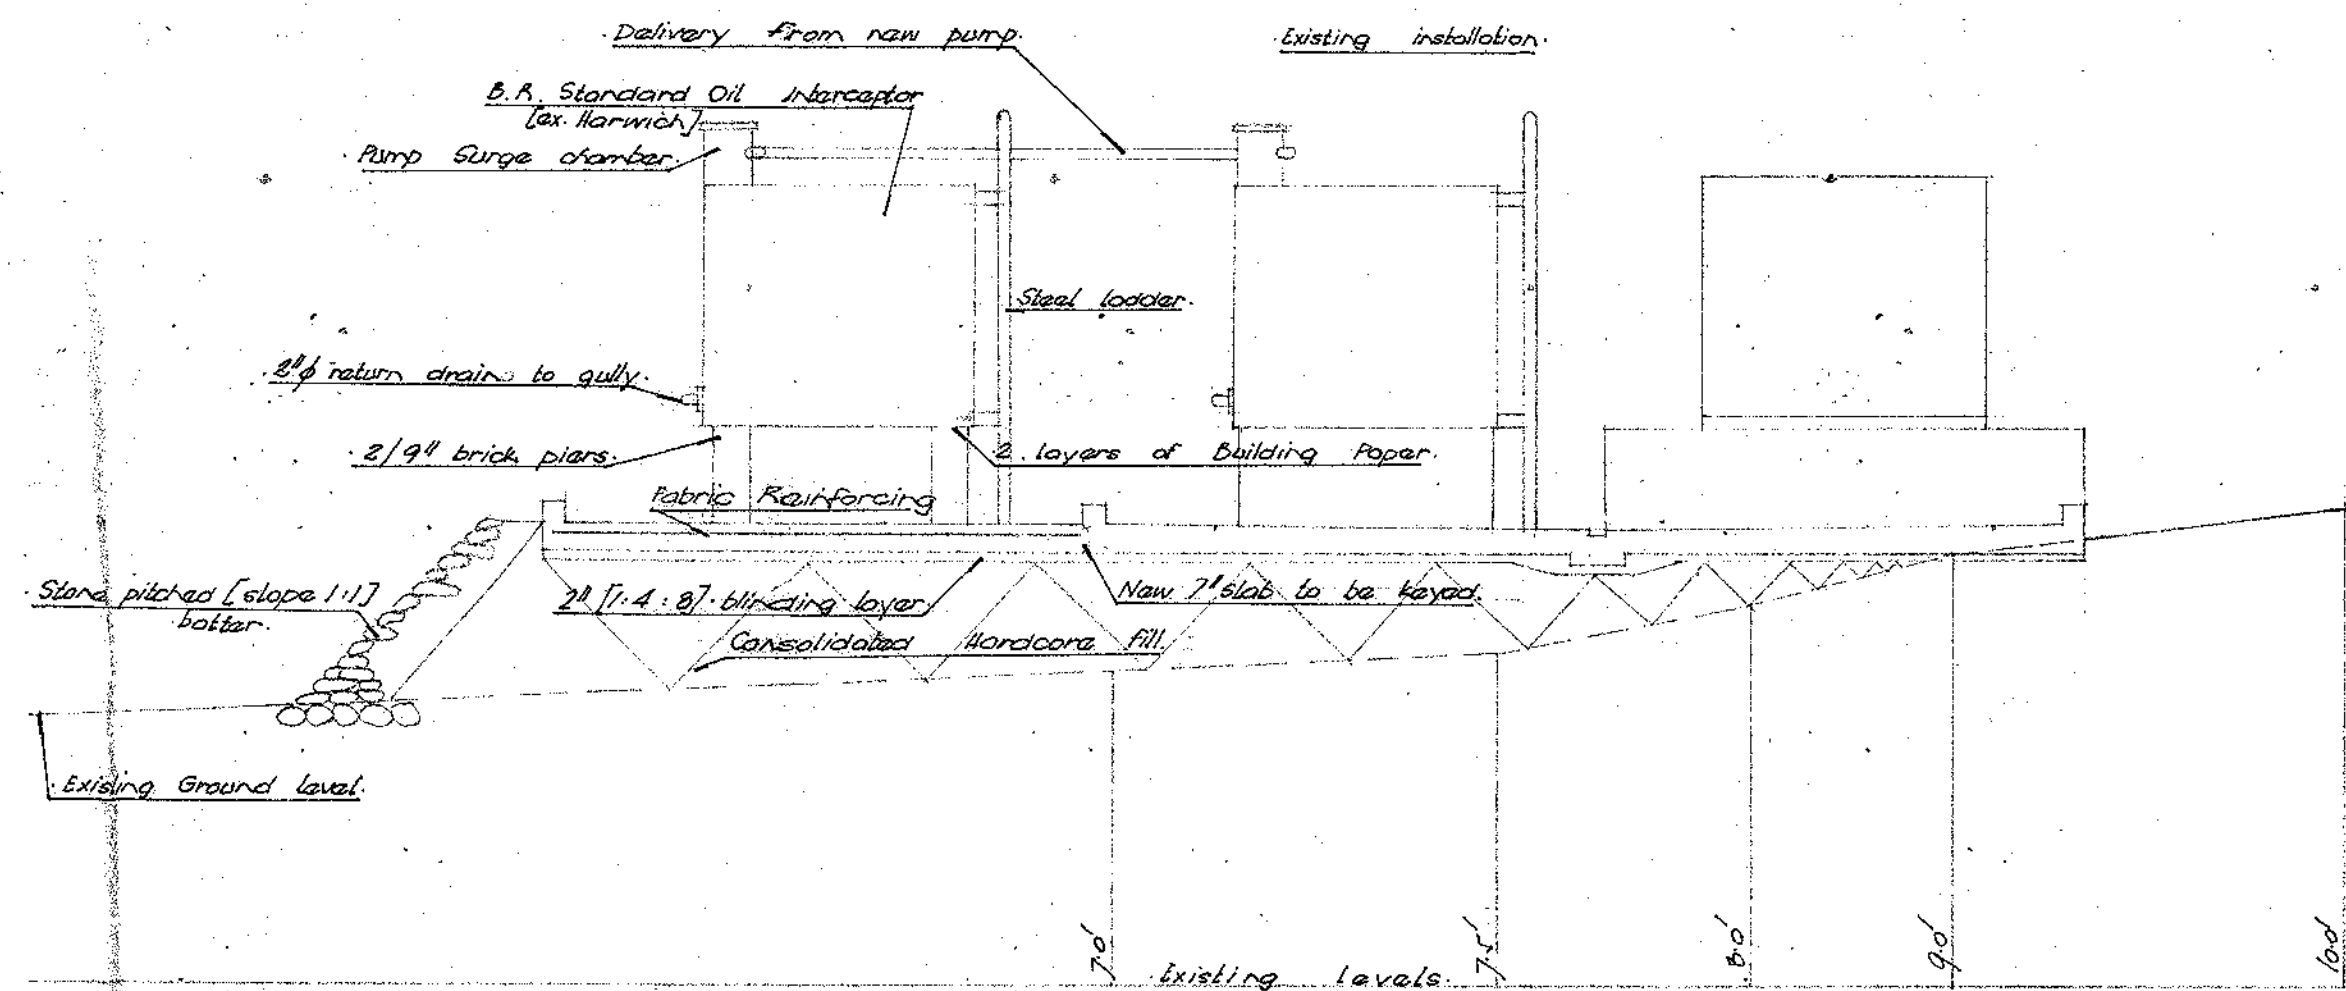 Delivery from new pump.
Existing installation.
B.R. Standard Oil Interceptor
[ex. Harwich]
Pump Surge chamber.
Steel ladder.
2"ϕ return drain to gully.
2/9" brick piers.
2. layers of Building Paper.
Fabric Reinforcing
Stone pitched [slope 1:1]
batter.
2" [1:4:8] blinding layer
New 7" slab to be keyed.
Consolidated Hardcore fill.
Existing Ground level.
7.0'
7.5'
8.0'
9.0'
10.0'
Existing levels.